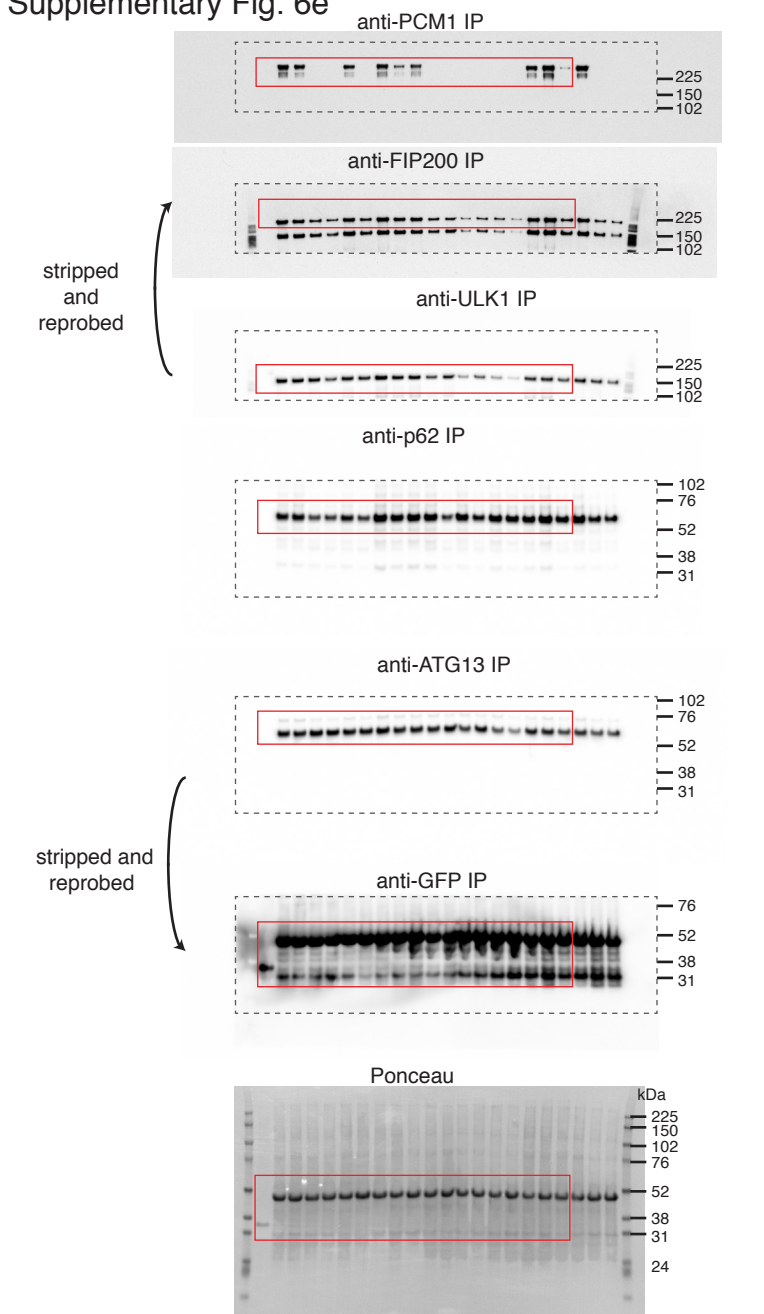 Supplementary Fig. 6e
anti-PCM1 IP
225
150
102
anti-FIP200 IP
225
150
102
stripped
and
reprobed
anti-ULK1 IP
225
150
102
anti-p62 IP
102
76
52
38
31
anti-ATG13 IP
102
76
52
38
31
stripped and
reprobed
anti-GFP IP
76
52
38
31
Ponceau
kDa
225
150
102
76
52
38
31
24